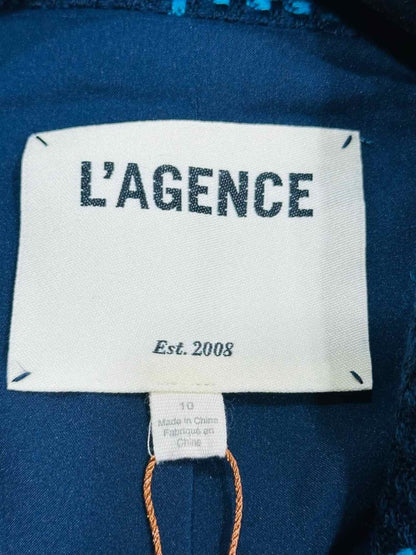 L'AGENCE
Est. 2008
10
Made in China
Fabriqué en
Chine